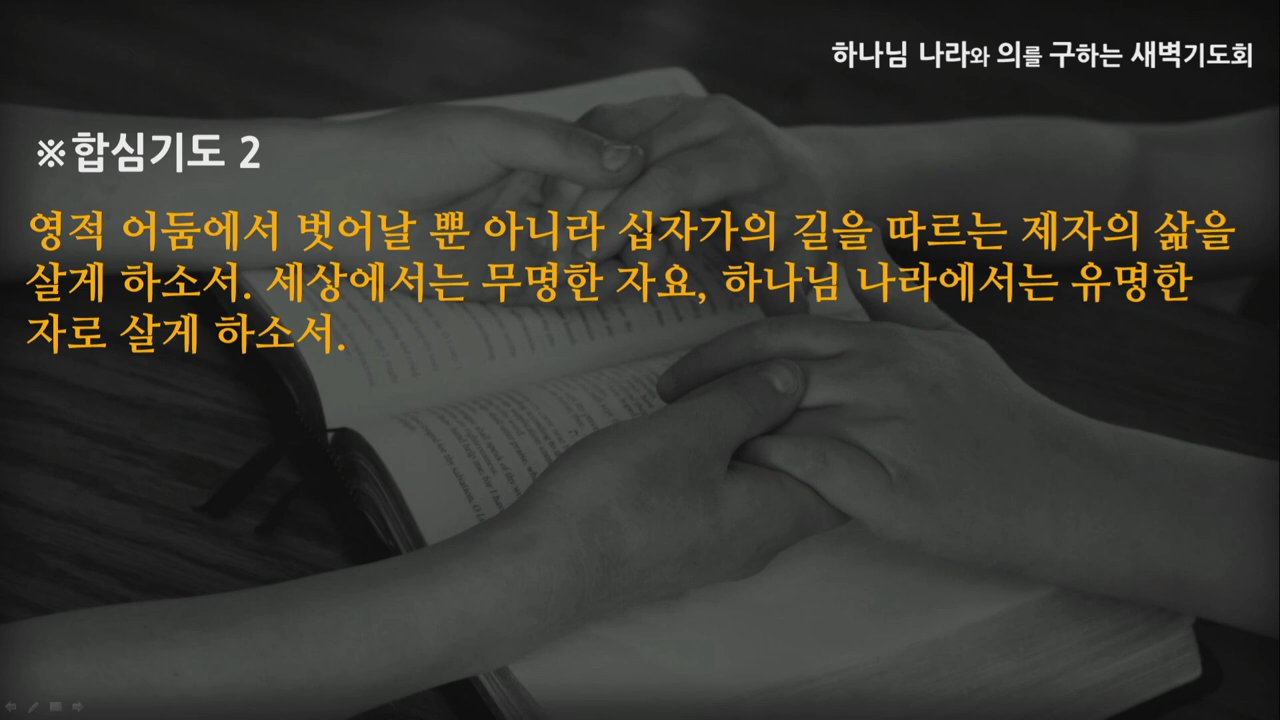 하나님 나라와 의를 구하는 새벽기도회
※합심기도 2
영적 어둠에서 벗어날 뿐 아니라 십자가의 길을 따르는 제자의 삶을
살게 하소서. 세상에서는 무명한 자요, 하나님 나라에서는 유명한
자로 살게 하소서.